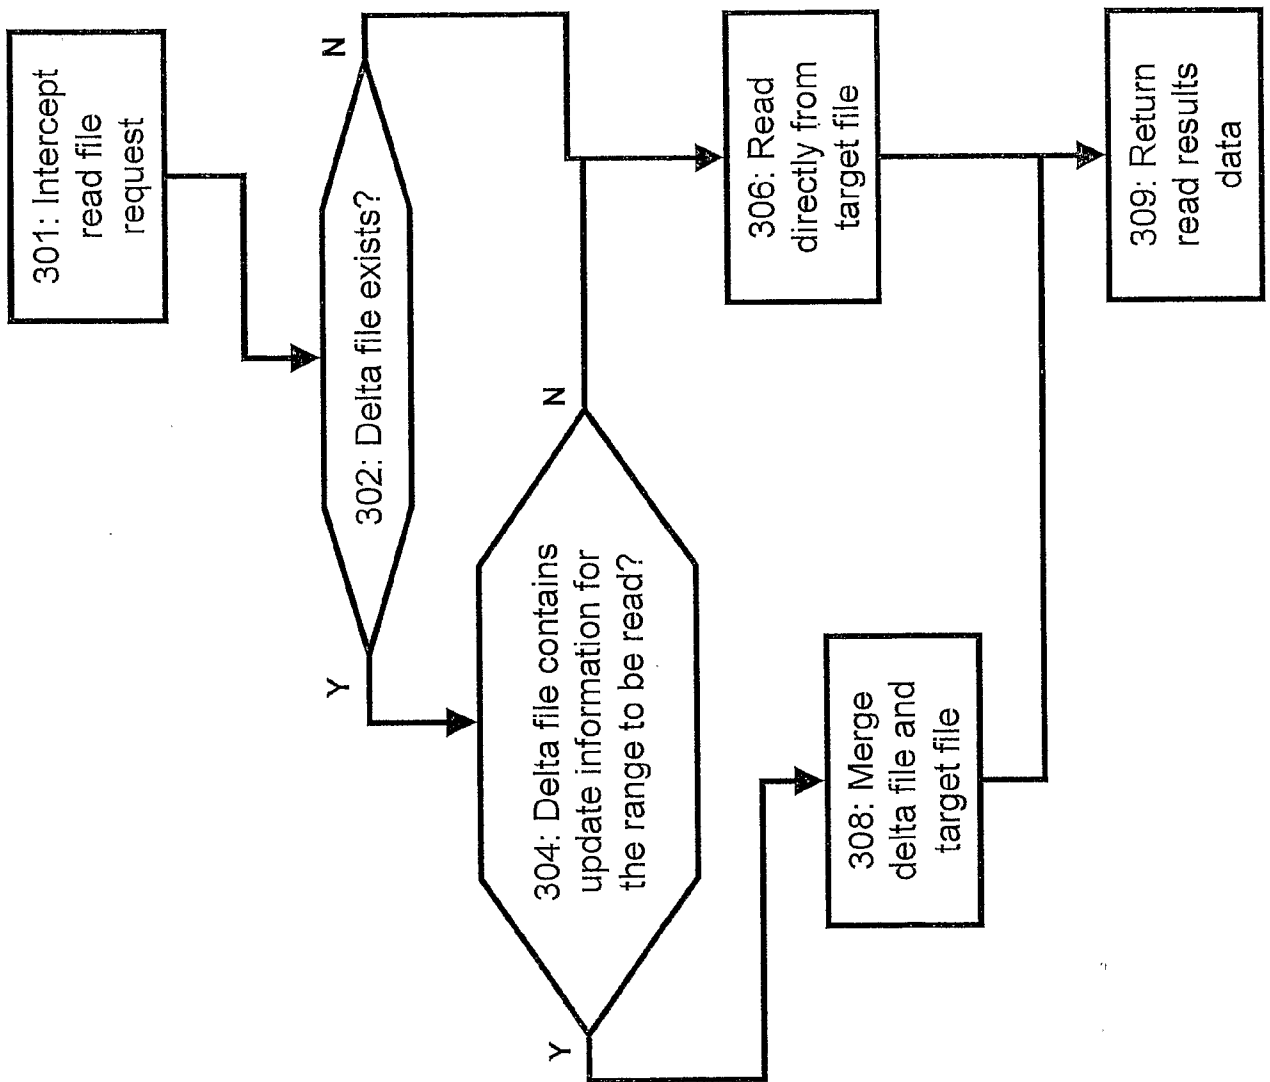 301: Intercept
read file
request
302: Delta file exists?
Y
N
304: Delta file contains
update information for
the range to be read?
Y
N
306: Read
directly from
target file
308: Merge
delta file and
target file
309: Return
read results
data